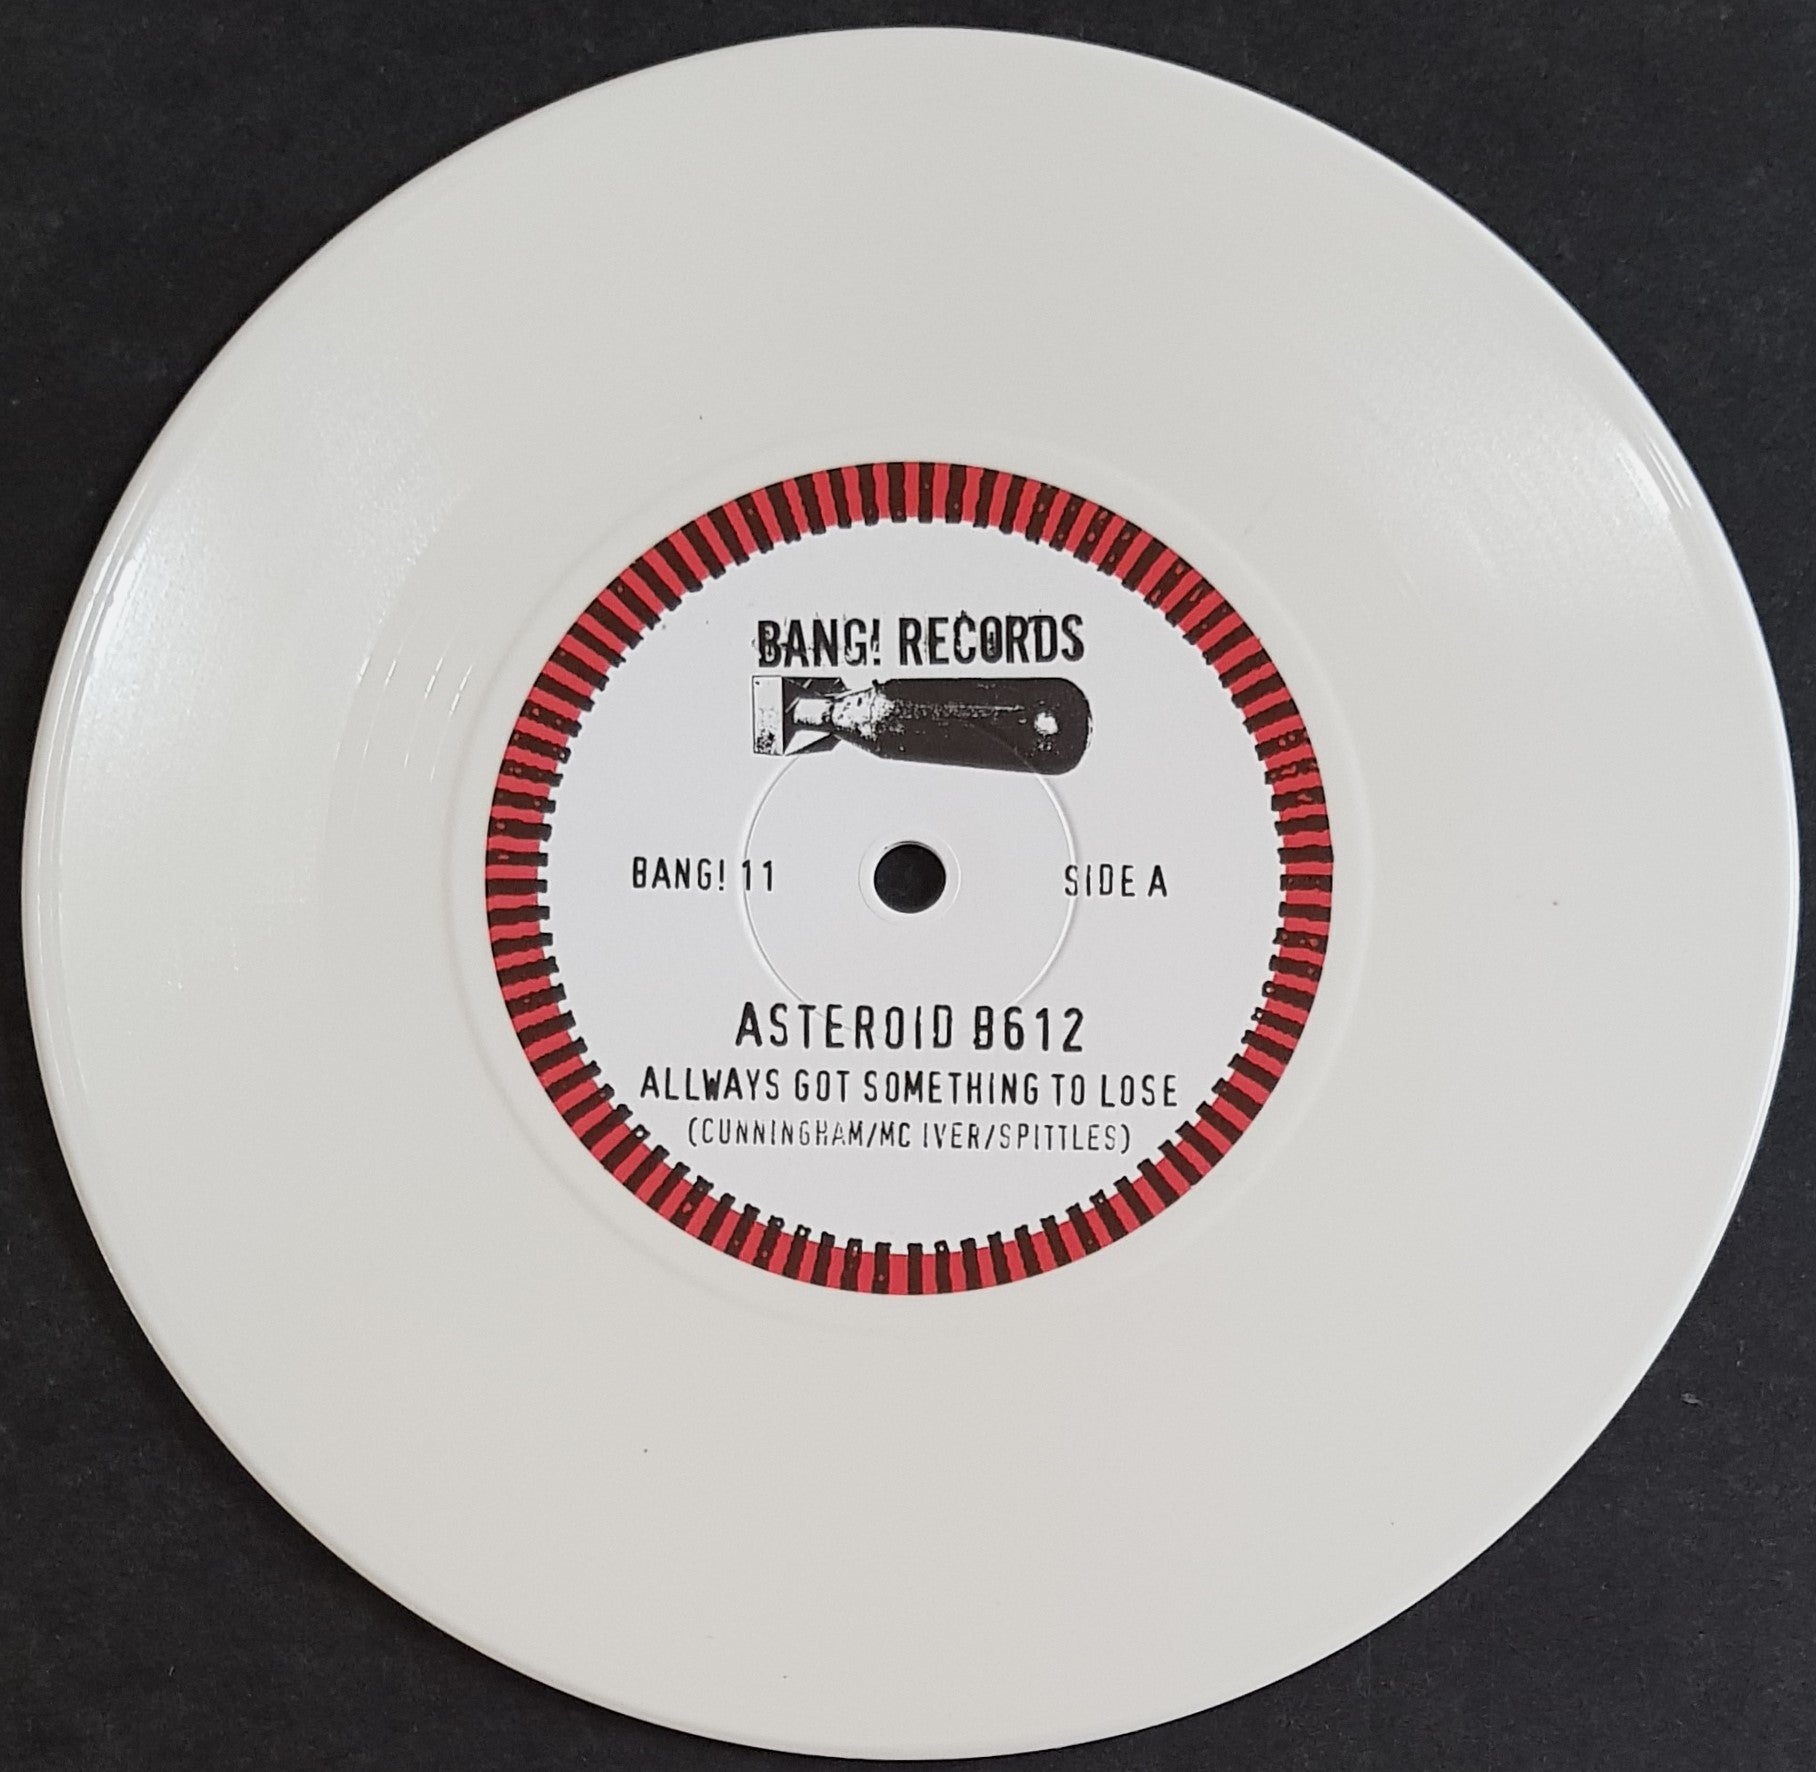 BANG! RECORDS
BANG! 11
SIDE A
ASTEROID B612
ALLWAYS GOT SOMETHING TO LOSE
(CUNNINGHAM/MC IVER/SPITTLES)